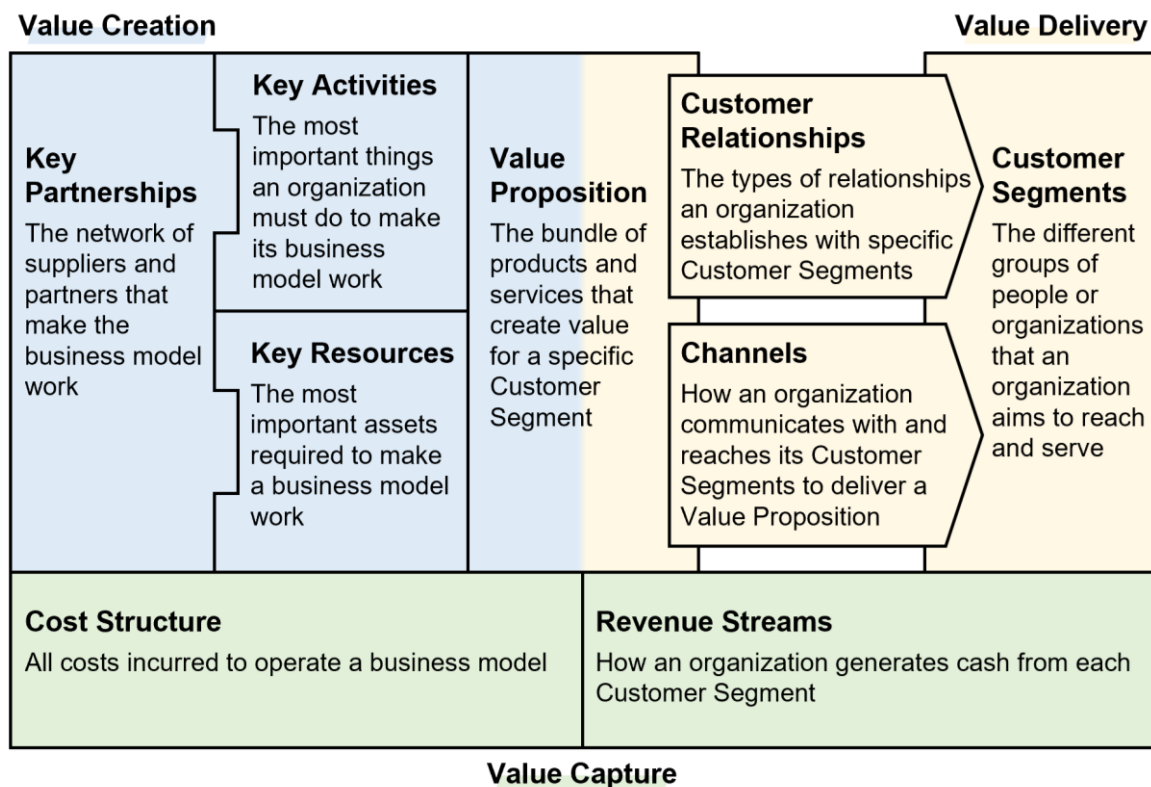 Value Creation
Value Delivery
Key
Partnerships
The network of
suppliers and
partners that
make the
business model
work
Key Activities
The most
important things
an organization
must do to make
its business
model work
Key Resources
The most
important assets
required to make
a business model
work
Value
Proposition
The bundle of
products and
services that
create value
for a specific
Customer
Segment
Customer
Relationships
The types of relationships
an organization
establishes with specific
Customer Segments
Channels
How an organization
communicates with and
reaches its Customer
Segments to deliver a
Value Proposition
Customer
Segments
The different
groups of
people or
organizations
that an
organization
aims to reach
and serve
Cost Structure
All costs incurred to operate a business model
Revenue Streams
How an organization generates cash from each
Customer Segment
Value Capture